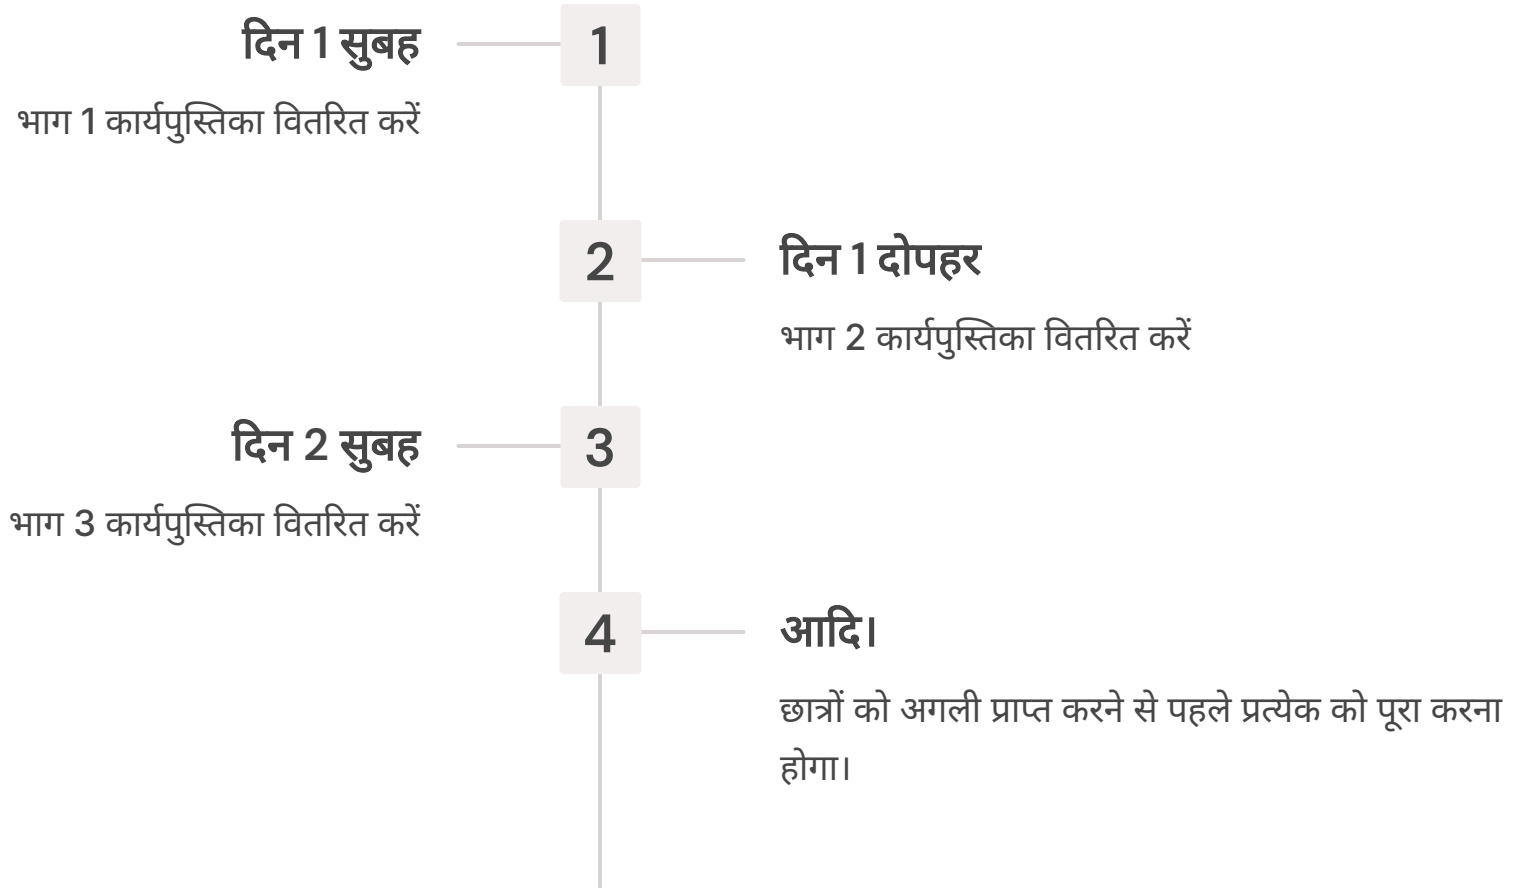 दिन 1 सुबह
1
भाग 1 कार्यपुस्तिका वितरित करें
2
दिन 1 दोपहर
भाग 2 कार्यपुस्तिका वितरित करें
दिन 2 सुबह
3
भाग 3 कार्यपुस्तिका वितरित करें
4
आदि।
छात्रों को अगली प्राप्त करने से पहले प्रत्येक को पूरा करना
होगा।